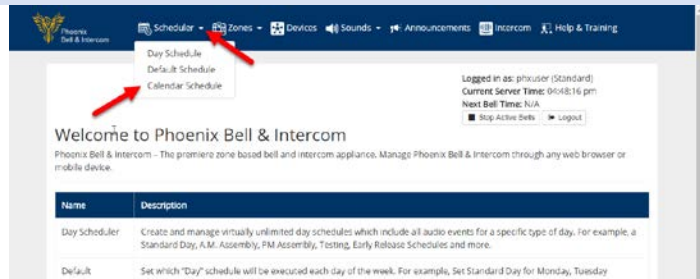 Phoenix
Bell & Intercom
Scheduler Zones Devices Sounds Announcements Intercom Help & Training
Day Schedule
Default Schedule
Calendar Schedule
Logged in as: phxuser (Standard)
Current Server Time: 04:48:16 pm
Next Bell Time: N/A
Stop Active Bells Logout
Welcome to Phoenix Bell & Intercom
Phoenix Bell & Intercom - The premiere zone based bell and intercom appliance. Manage Phoenix Bell & Intercom through any web browser or
mobile device.
Name Description
Day Scheduler Create and manage virtually unlimited day schedules which include all audio events for a specific type of day. For example, a
Standard Day, A.M. Assembly, PM Assembly, Testing, Early Release Schedules and more.
Default Set which "Day" schedule will be executed each day of the week. For example, Set Standard Day for Monday, Tuesday